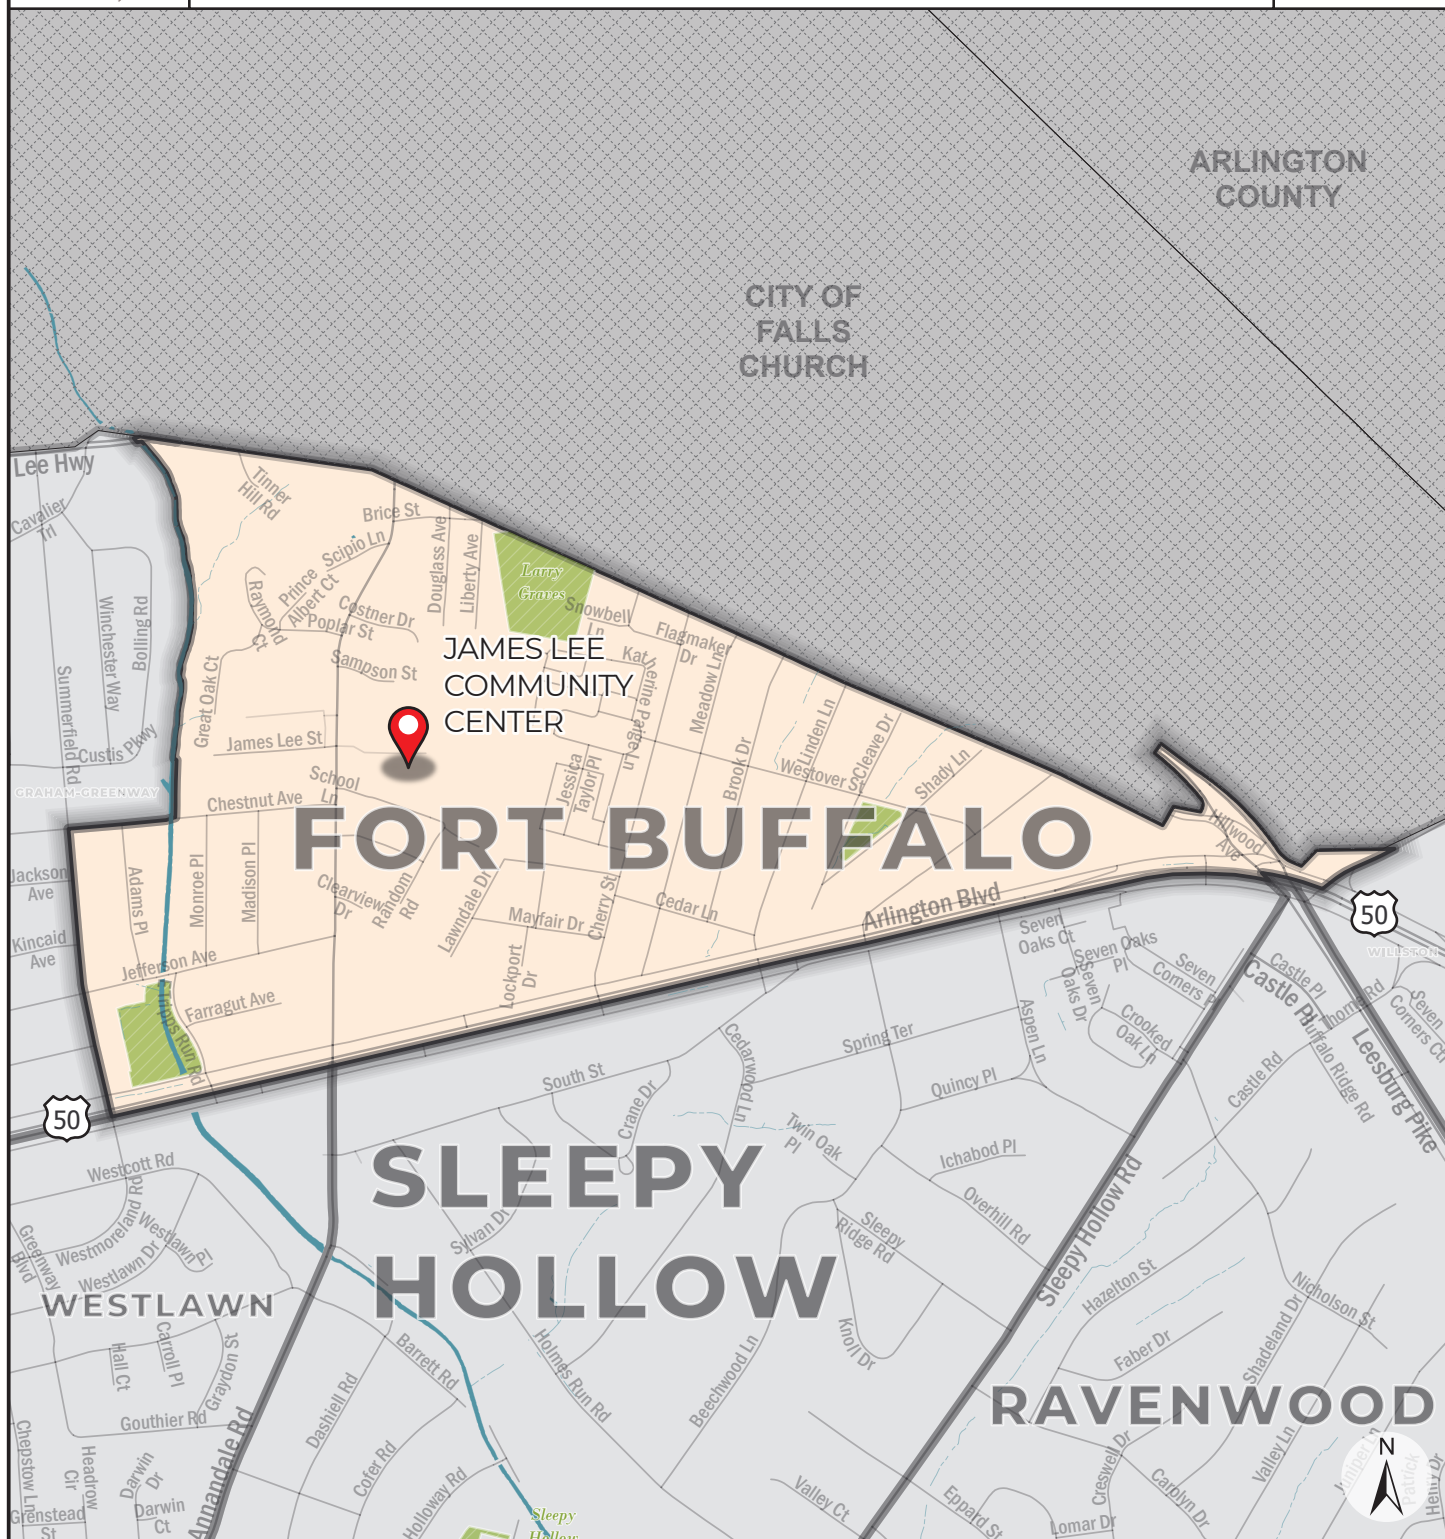 ARLINGTON
COUNTY
CITY OF
FALLS
CHURCH
Lee Hwy
Cavalier
Trl
Tinner
Hill Rd
Brice St
Scipio Ln
Douglass Ave
Liberty Ave
Larry
Graves
Prince
Albert Ct
Raymond
Ct
Costner Dr
Poplar St
Snowbell
Ln
Flagmaker
Dr
Winchester Way
Bolling Rd
Summerfield Rd
Custis Pkwy
Great Oak Ct
Sampson St
JAMES LEE
COMMUNITY
CENTER
Meadow Ln
James Lee St
School
Ln
Chestnut Ave
GRAHAM-GREENWAY
Jessica
Taylor Pl
Brook Dr
Linden Ln
Cleave Dr
Westover St
Shady Ln
FORT BUFFALO
Hillwood
Ave
Jackson
Ave
Kincaid
Ave
Adams Pl
Monroe Pl
Madison Pl
Clearview
Dr
Random
Rd
Lawndale Dr
Mayfair Dr
Cherry St
Cedar Ln
Arlington Blvd
Lockport
Dr
Jefferson Ave
Farragut Ave
Tripps Run Rd
50
50
WILLSTON
Seven
Oaks Ct
Seven Oaks
Pl
Seven
Oaks Dr
Seven
Corners Pl
Crooked
Oak Ln
Castle Pl
Castle Pl
Thorne Rd
Seven
Corners Ct
Buffalo Ridge Rd
Leesburg Pike
Castle Rd
Aspen Ln
Spring Ter
Quincy Pl
Cedarwood Ln
South St
Crane Dr
Twin Oak
Pl
Ichabod Pl
Overhill Rd
SLEEPY
HOLLOW
Sylvan Dr
Sleepy
Ridge Rd
Sleepy Hollow Rd
Westcott Rd
Westmoreland Rd
Westlawn Pl
Westlawn Dr
Greenway
Blvd
WESTLAWN
Hall Ct
Carroll Pl
Graydon St
Gouthier Rd
Annandale Rd
Dashiell Rd
Barrett Rd
Holmes Run Rd
Beechwood Ln
Knoll Dr
Hazelton St
Faber Dr
Shadeland Dr
Nicholson St
RAVENWOOD
Chepstow Ln
Headrow
Cir
Darwin
Dr
Darwin
Ct
Grenstead
St
Cofer Rd
Holloway Rd
Sleepy
Hollow
Valley Ct
Eppard St
Creswell Dr
Carolyn Dr
Lomar Dr
Valley Ln
Juniper Ln
Patrick
Henry Dr
N